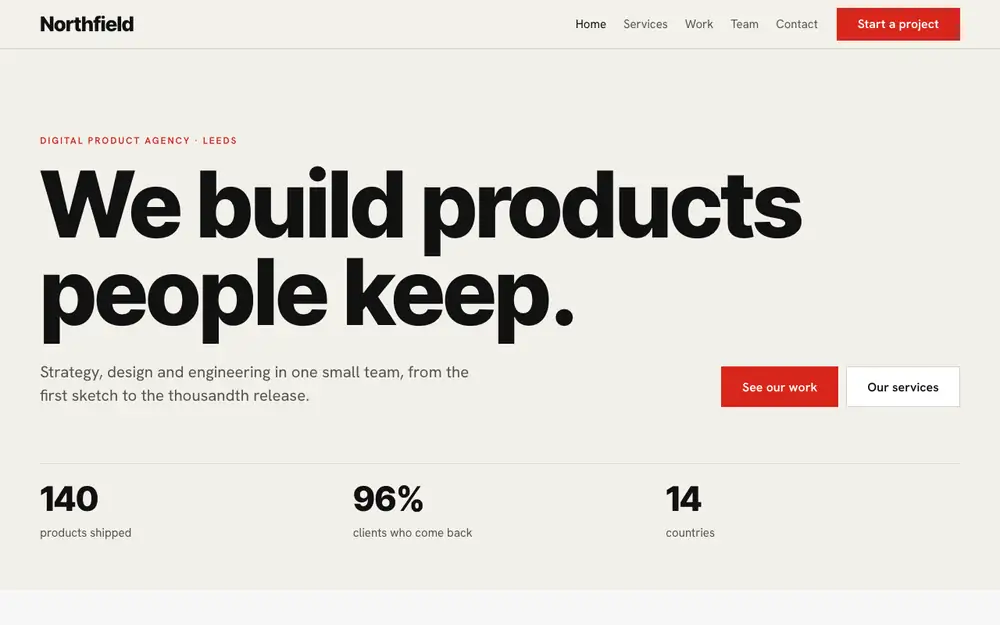 Northfield
Home Services Work Team Contact Start a project
DIGITAL PRODUCT AGENCY · LEEDS
We build products
people keep.
Strategy, design and engineering in one small team, from the
first sketch to the thousandth release.
See our work Our services
140 96% 14
products shipped clients who come back countries